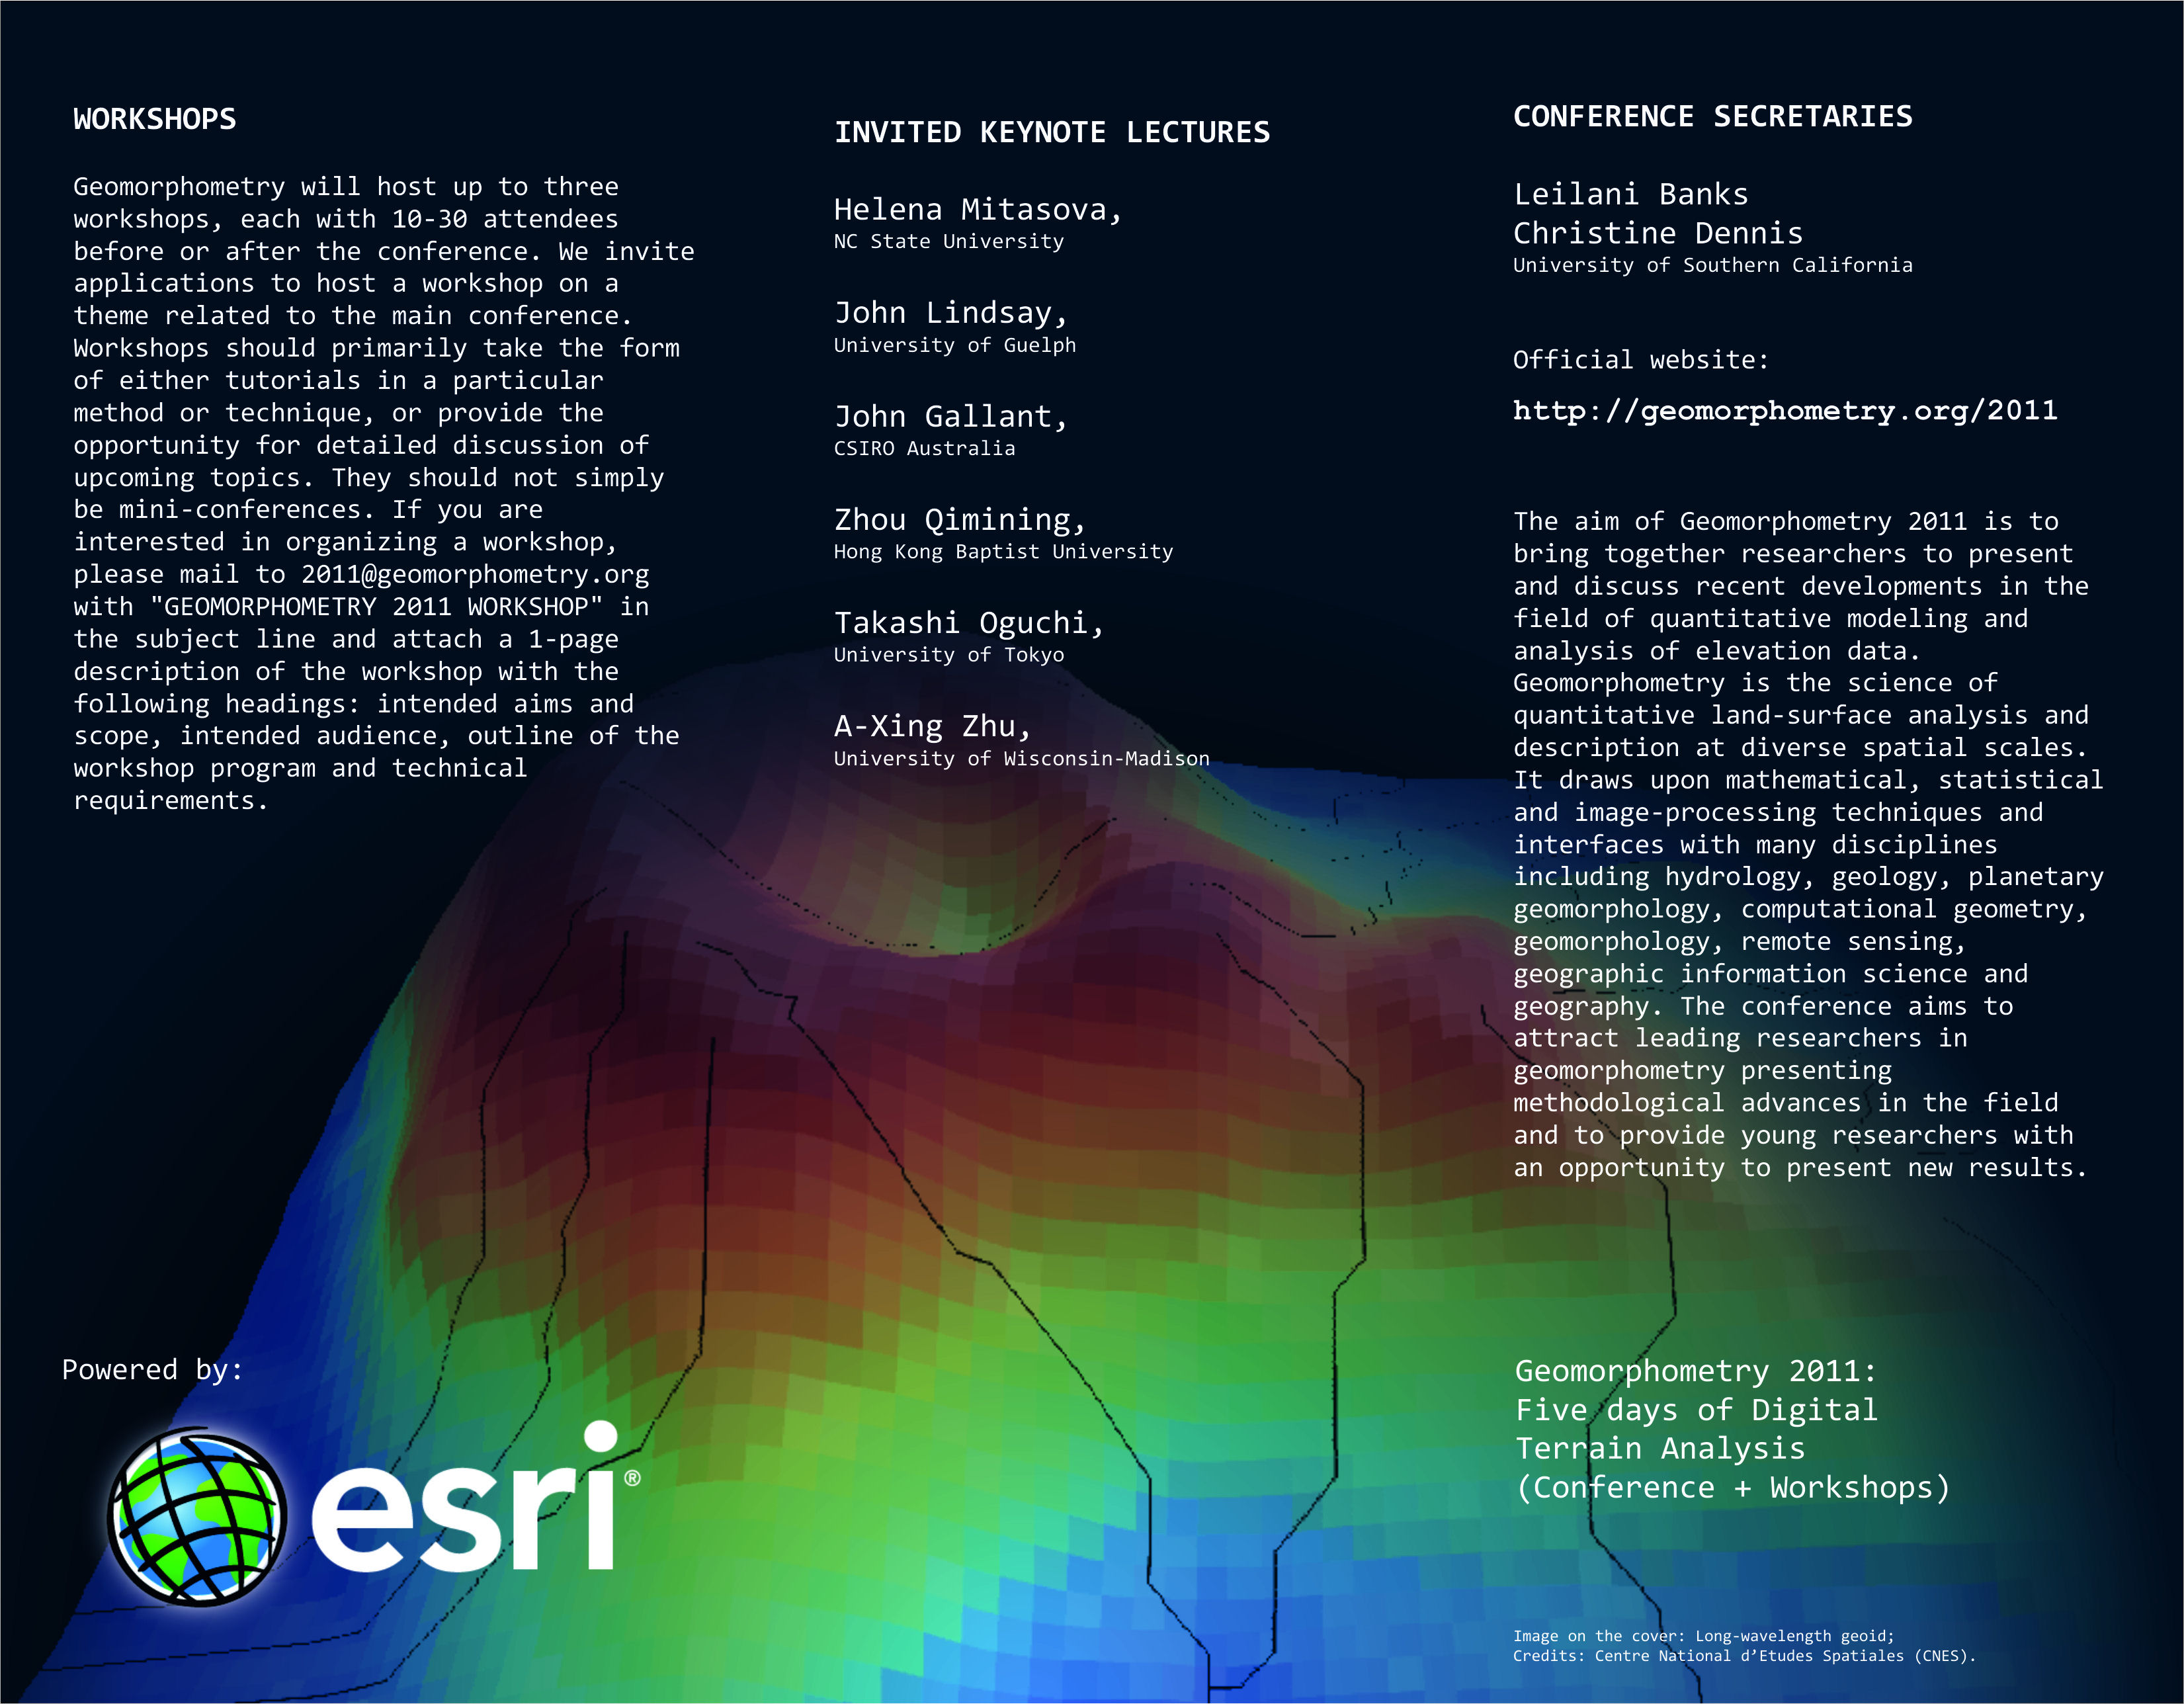 WORKSHOPS
Geomorphometry will host up to three
workshops, each with 10-30 attendees
before or after the conference. We invite
applications to host a workshop on a
theme related to the main conference.
Workshops should primarily take the form
of either tutorials in a particular
method or technique, or provide the
opportunity for detailed discussion of
upcoming topics. They should not simply
be mini-conferences. If you are
interested in organizing a workshop,
please mail to 2011@geomorphometry.org
with "GEOMORPHOMETRY 2011 WORKSHOP" in
the subject line and attach a 1-page
description of the workshop with the
following headings: intended aims and
scope, intended audience, outline of the
workshop program and technical
requirements.
Powered by:
esri®
INVITED KEYNOTE LECTURES
Helena Mitasova,
NC State University
John Lindsay,
University of Guelph
John Gallant,
CSIRO Australia
Zhou Qimining,
Hong Kong Baptist University
Takashi Oguchi,
University of Tokyo
A-Xing Zhu,
University of Wisconsin-Madison
CONFERENCE SECRETARIES
Leilani Banks
Christine Dennis
University of Southern California
Official website:
http://geomorphometry.org/2011
The aim of Geomorphometry 2011 is to
bring together researchers to present
and discuss recent developments in the
field of quantitative modeling and
analysis of elevation data.
Geomorphometry is the science of
quantitative land-surface analysis and
description at diverse spatial scales.
It draws upon mathematical, statistical
and image-processing techniques and
interfaces with many disciplines
including hydrology, geology, planetary
geomorphology, computational geometry,
geomorphology, remote sensing,
geographic information science and
geography. The conference aims to
attract leading researchers in
geomorphometry presenting
methodological advances in the field
and to provide young researchers with
an opportunity to present new results.
Geomorphometry 2011:
Five days of Digital
Terrain Analysis
(Conference + Workshops)
Image on the cover: Long-wavelength geoid;
Credits: Centre National d’Etudes Spatiales (CNES).